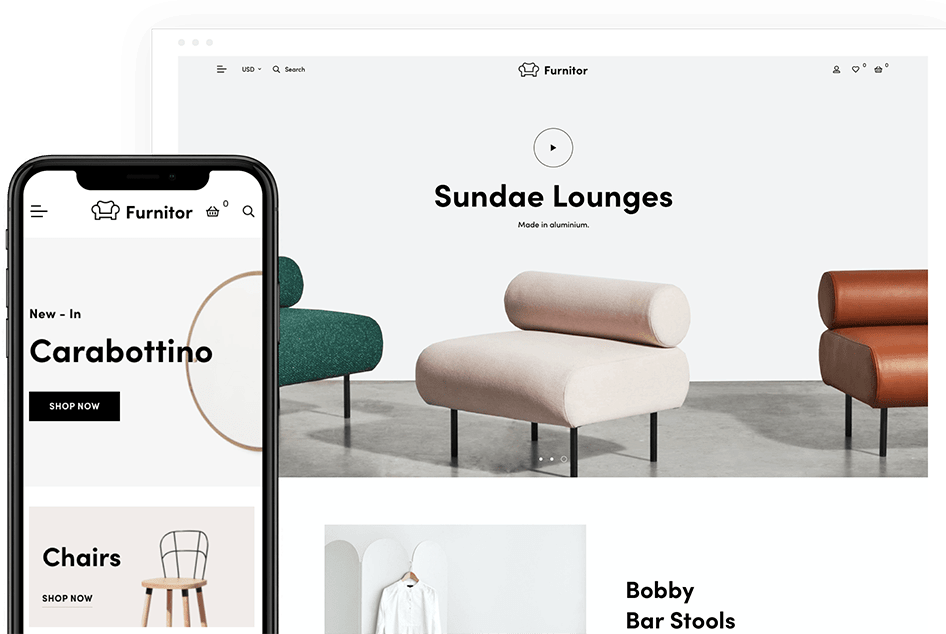 USD
Search
Furnitor
0
0
Sundae Lounges
Made in aluminium.
Furnitor
0
New - In
Carabottino
SHOP NOW
Chairs
SHOP NOW
Bobby
Bar Stools